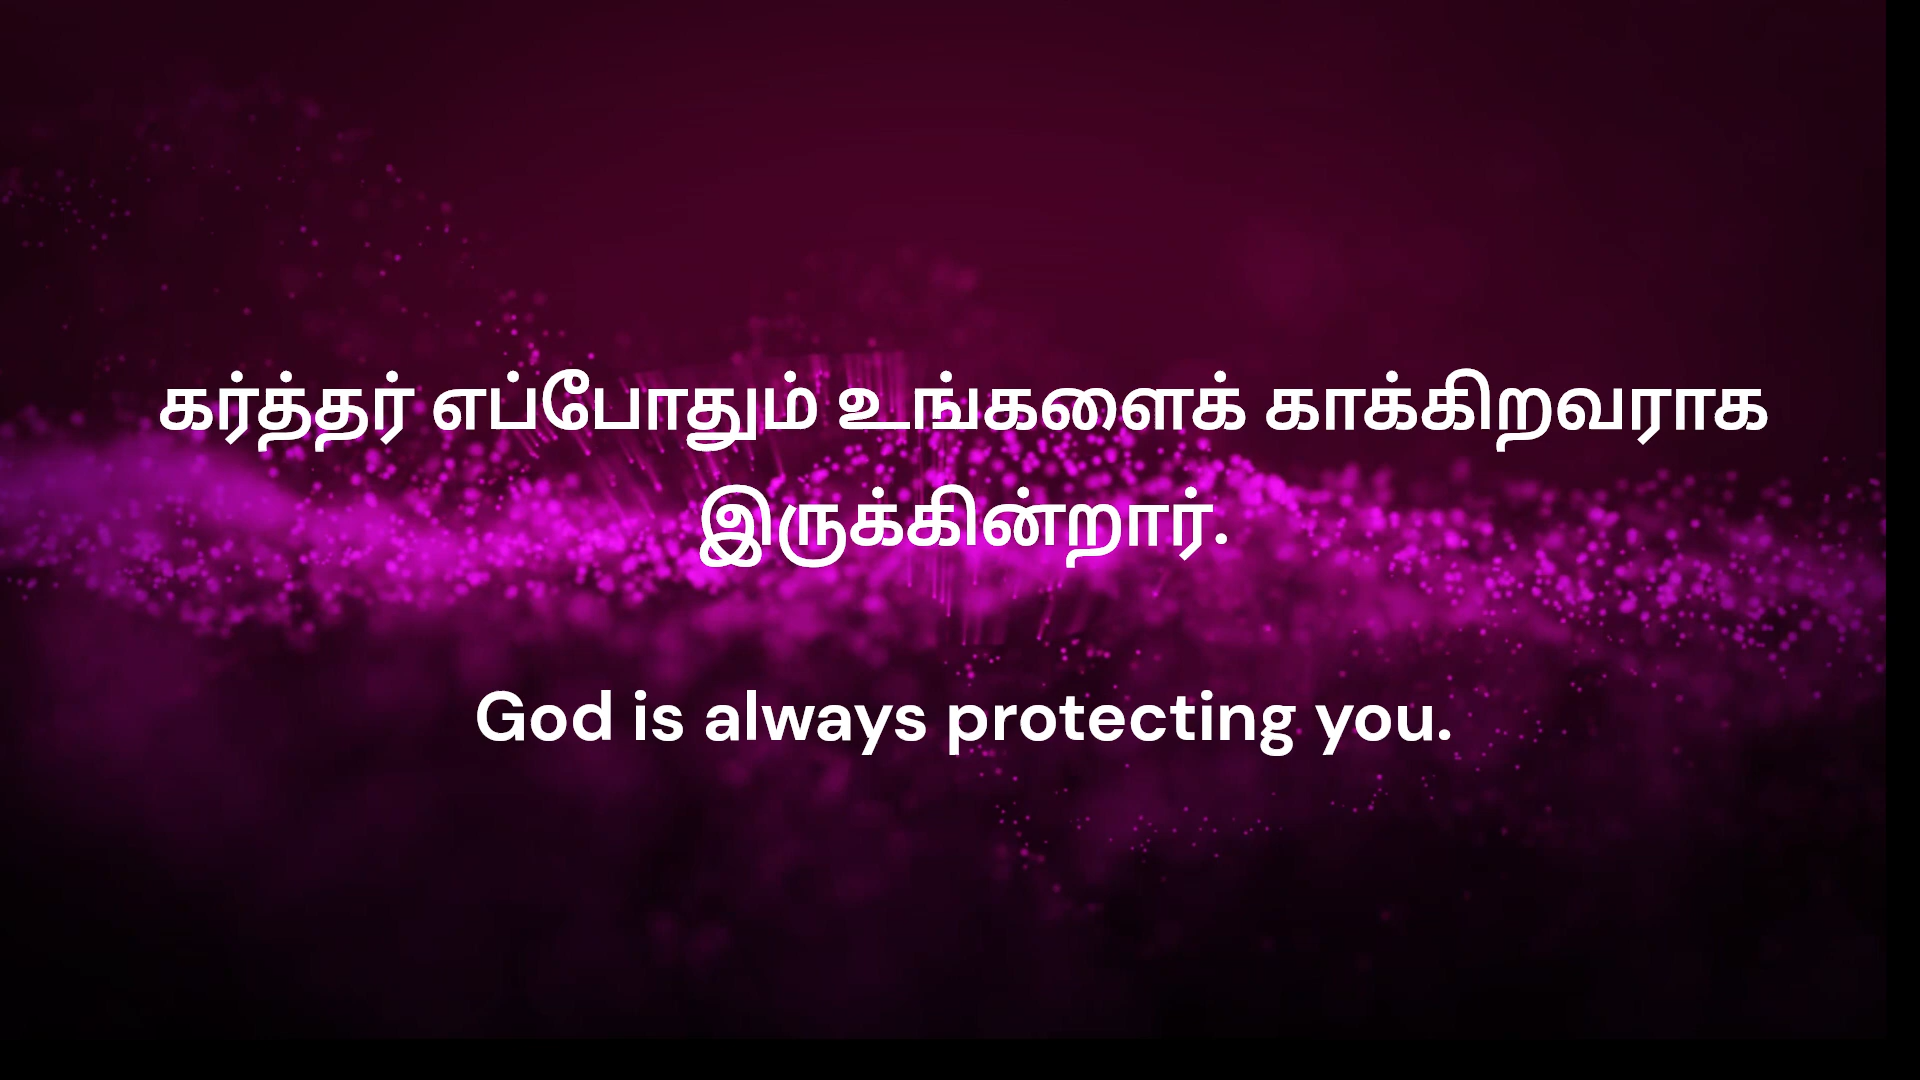 கர்த்தர் எப்போதும் உங்களைக் காக்கிறவராக
இருக்கின்றார்.
God is always protecting you.